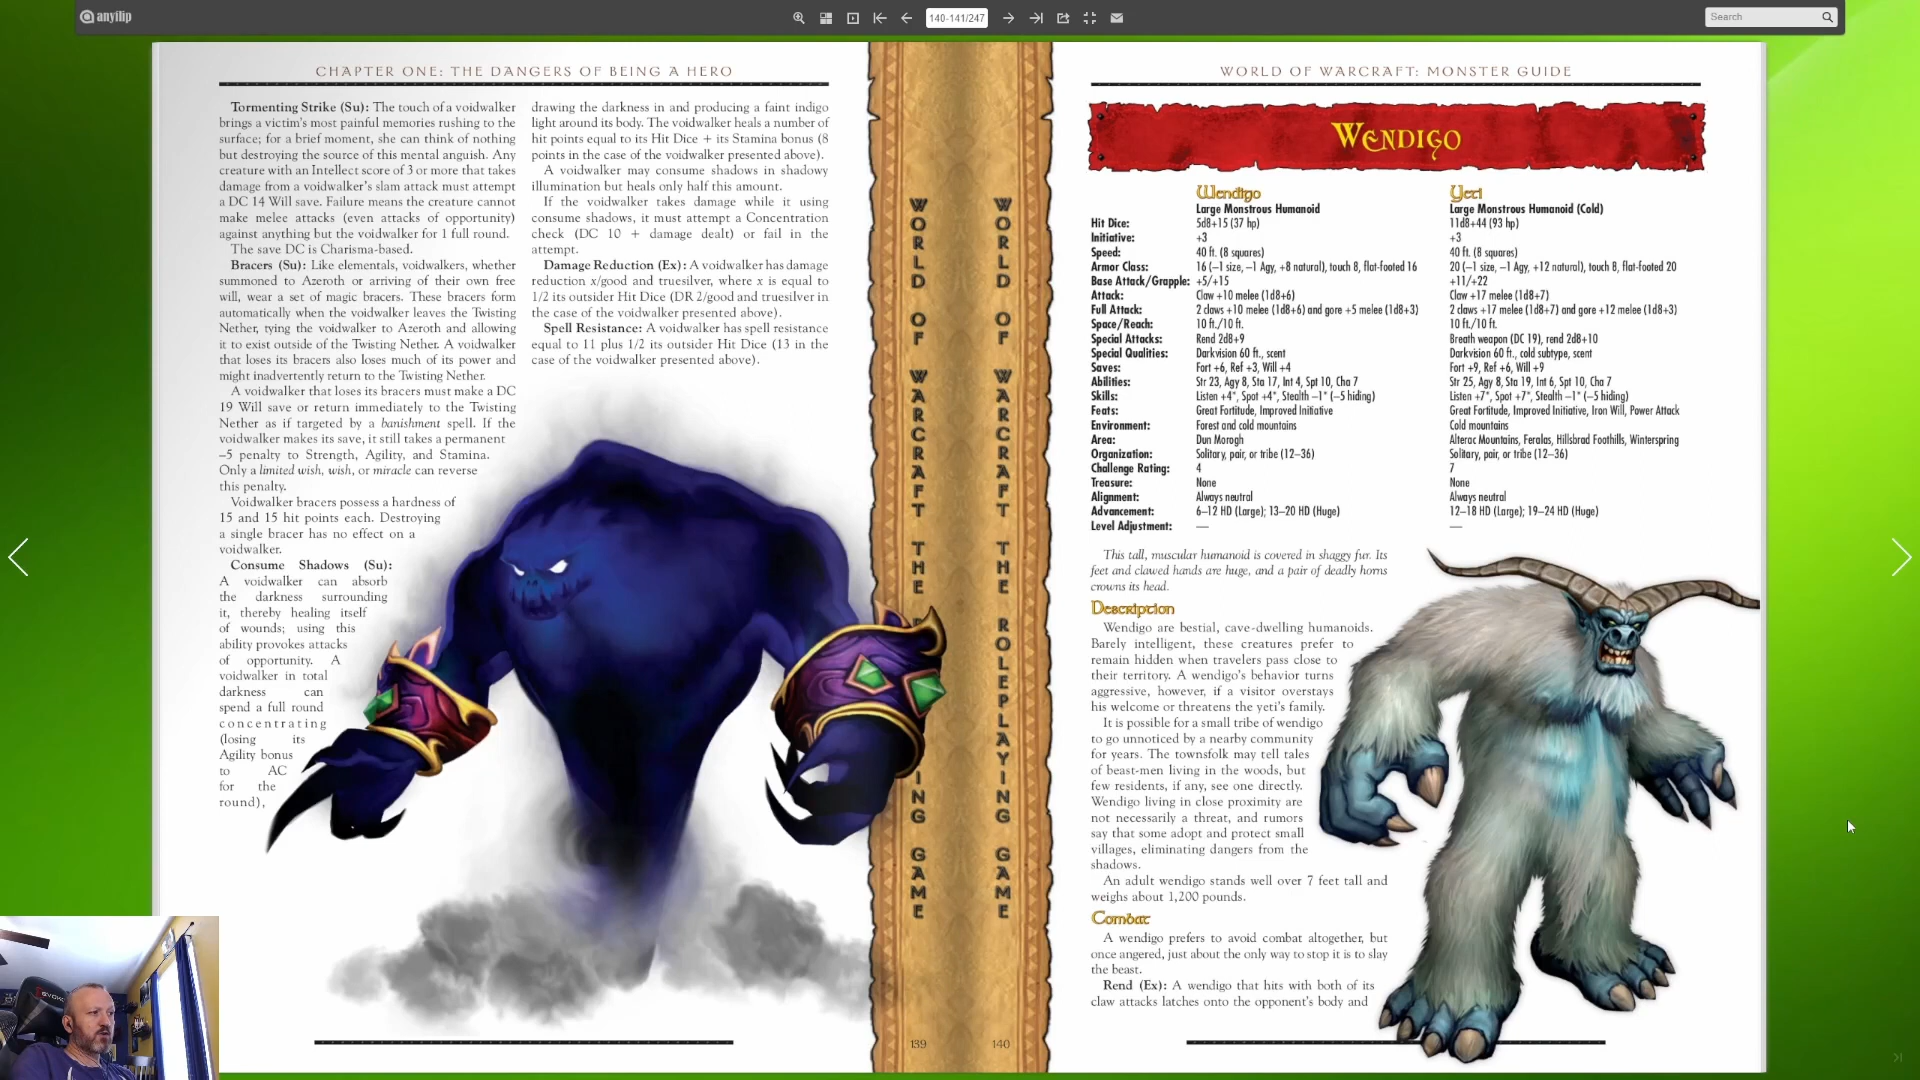 anyflip
140-141/247
Search
CHAPTER ONE: THE DANGERS OF BEING A HERO
Tormenting Strike (Su): The touch of a voidwalker
brings a victim's most painful memories rushing to the
surface; for a brief moment, she can think of nothing
but destroying the source of this mental anguish. Any
creature with an Intellect score of 3 or more that takes
damage from a voidwalker's slam attack must attempt
a DC 14 Will save. Failure means the creature cannot
make melee attacks (even attacks of opportunity)
against anything but the voidwalker for 1 full round.
The save DC is Charisma-based.
Bracers (Su): Like elementals, voidwalkers, whether
summoned to Azeroth or arriving of their own free
will, wear a set of magic bracers. These bracers form
automatically when the voidwalker leaves the Twisting
Nether, tying the voidwalker to Azeroth and allowing
it to exist outside of the Twisting Nether. A voidwalker
that loses its bracers also loses much of its power and
might inadvertently return to the Twisting Nether.
A voidwalker that loses its bracers must make a DC
19 Will save or return immediately to the Twisting
Nether as if targeted by a banishment spell. If the
voidwalker makes its save, it still takes a permanent
–5 penalty to Strength, Agility, and Stamina.
Only a limited wish, wish, or miracle can reverse
this penalty.
Voidwalker bracers possess a hardness of
15 and 15 hit points each. Destroying
a single bracer has no effect on a
voidwalker.
Consume Shadows (Su):
A voidwalker can absorb
the darkness surrounding
it, thereby healing itself
of wounds; using this
ability provokes attacks
of opportunity. A
voidwalker in total
darkness can
spend a full round
concentrating
(losing its
Agility bonus
to AC
for the
round),
drawing the darkness in and producing a faint indigo
light around its body. The voidwalker heals a number of
hit points equal to its Hit Dice + its Stamina bonus (8
points in the case of the voidwalker presented above).
A voidwalker may consume shadows in shadowy
illumination but heals only half this amount.
If the voidwalker takes damage while it using
consume shadows, it must attempt a Concentration
check (DC 10 + damage dealt) or fail in the
attempt.
Damage Reduction (Ex): A voidwalker has damage
reduction x/good and truesilver, where x is equal to
1/2 its outsider Hit Dice (DR 2/good and truesilver in
the case of the voidwalker presented above).
Spell Resistance: A voidwalker has spell resistance
equal to 11 plus 1/2 its outsider Hit Dice (13 in the
case of the voidwalker presented above).
WORLD OF WARCRAFT THE R ING GAME
139
WORLD OF WARCRAFT THE ROLEPLAYING GAME
140
WORLD OF WARCRAFT: MONSTER GUIDE
WENDIGO
Wendigo Yeti
Large Monstrous Humanoid Large Monstrous Humanoid (Cold)
Hit Dice: 5d8+15 (37 hp) 11d8+44 (93 hp)
Initiative: +3 +3
Speed: 40 ft. (8 squares) 40 ft. (8 squares)
Armor Class: 16 (–1 size, –1 Agy, +8 natural), touch 8, flat-footed 16 20 (–1 size, –1 Agy, +12 natural), touch 8, flat-footed 20
Base Attack/Grapple: +5/+15 +11/+22
Attack: Claw +10 melee (1d8+6) Claw +17 melee (1d8+7)
Full Attack: 2 claws +10 melee (1d8+6) and gore +5 melee (1d8+3) 2 claws +17 melee (1d8+7) and gore +12 melee (1d8+3)
Space/Reach: 10 ft./10 ft. 10 ft./10 ft.
Special Attacks: Rend 2d8+9 Breath weapon (DC 19), rend 2d8+10
Special Qualities: Darkvision 60 ft., scent Darkvision 60 ft., cold subtype, scent
Saves: Fort +6, Ref +3, Will +4 Fort +9, Ref +6, Will +9
Abilities: Str 23, Agy 8, Sta 17, Int 4, Spt 10, Cha 7 Str 25, Agy 8, Sta 19, Int 6, Spt 10, Cha 7
Skills: Listen +4*, Spot +4*, Stealth –1* (–5 hiding) Listen +7*, Spot +7*, Stealth –1* (–5 hiding)
Feats: Great Fortitude, Improved Initiative Great Fortitude, Improved Initiative, Iron Will, Power Attack
Environment: Forest and cold mountains Cold mountains
Area: Dun Morogh Alterac Mountains, Feralas, Hillsbrad Foothills, Winterspring
Organization: Solitary, pair, or tribe (12–36) Solitary, pair, or tribe (12–36)
Challenge Rating: 4 7
Treasure: None None
Alignment: Always neutral Always neutral
Advancement: 6–12 HD (Large); 13–20 HD (Huge) 12–18 HD (Large); 19–24 HD (Huge)
Level Adjustment: — —
This tall, muscular humanoid is covered in shaggy fur. Its
feet and clawed hands are huge, and a pair of deadly horns
crowns its head.
Description
Wendigo are bestial, cave-dwelling humanoids.
Barely intelligent, these creatures prefer to
remain hidden when travelers pass close to
their territory. A wendigo's behavior turns
aggressive, however, if a visitor overstays
his welcome or threatens the yeti's family.
It is possible for a small tribe of wendigo
to go unnoticed by a nearby community
for years. The townsfolk may tell tales
of beast-men living in the woods, but
few residents, if any, see one directly.
Wendigo living in close proximity are
not necessarily a threat, and rumors
say that some adopt and protect small
villages, eliminating dangers from the
shadows.
An adult wendigo stands well over 7 feet tall and
weighs about 1,200 pounds.
Combat
A wendigo prefers to avoid combat altogether, but
once angered, just about the only way to stop it is to slay
the beast.
Rend (Ex): A wendigo that hits with both of its
claw attacks latches onto the opponent's body and